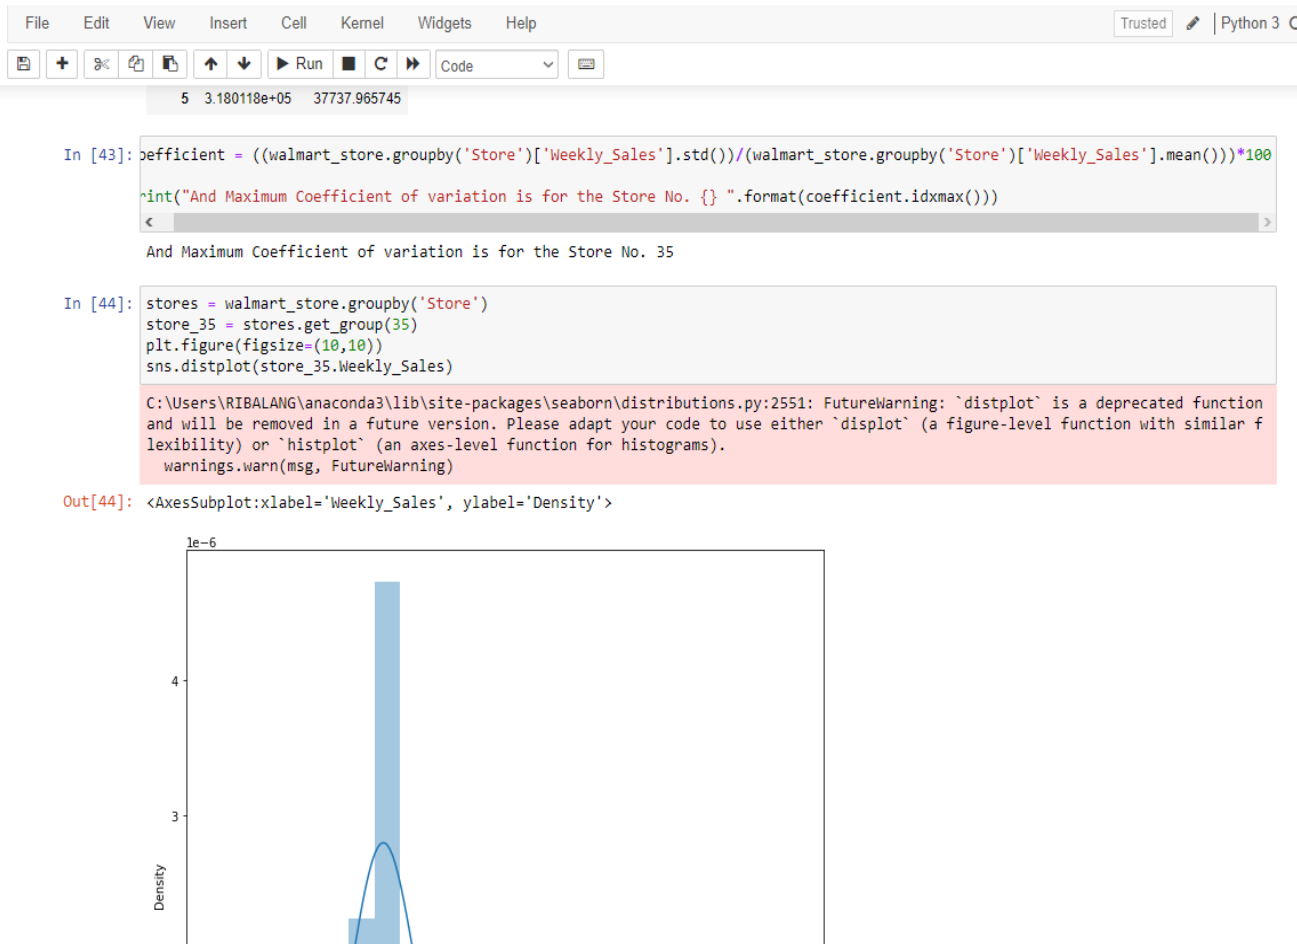 File Edit View Insert Cell Kernel Widgets Help Trusted Python 3
Run Code
5 3.180118e+05 37737.965745
In [43]: oefficient = ((walmart_store.groupby('Store')['Weekly_Sales'].std())/(walmart_store.groupby('Store')['Weekly_Sales'].mean()))*100
rint("And Maximum Coefficient of variation is for the Store No. {} ".format(coefficient.idxmax()))
And Maximum Coefficient of variation is for the Store No. 35
In [44]: stores = walmart_store.groupby('Store')
store_35 = stores.get_group(35)
plt.figure(figsize=(10,10))
sns.distplot(store_35.Weekly_Sales)
C:\Users\RIBALANG\anaconda3\lib\site-packages\seaborn\distributions.py:2551: FutureWarning: `distplot` is a deprecated function
and will be removed in a future version. Please adapt your code to use either `displot` (a figure-level function with similar f
lexibility) or `histplot` (an axes-level function for histograms).
warnings.warn(msg, FutureWarning)
Out[44]: <AxesSubplot:xlabel='Weekly_Sales', ylabel='Density'>
1e−6
4
3
Density